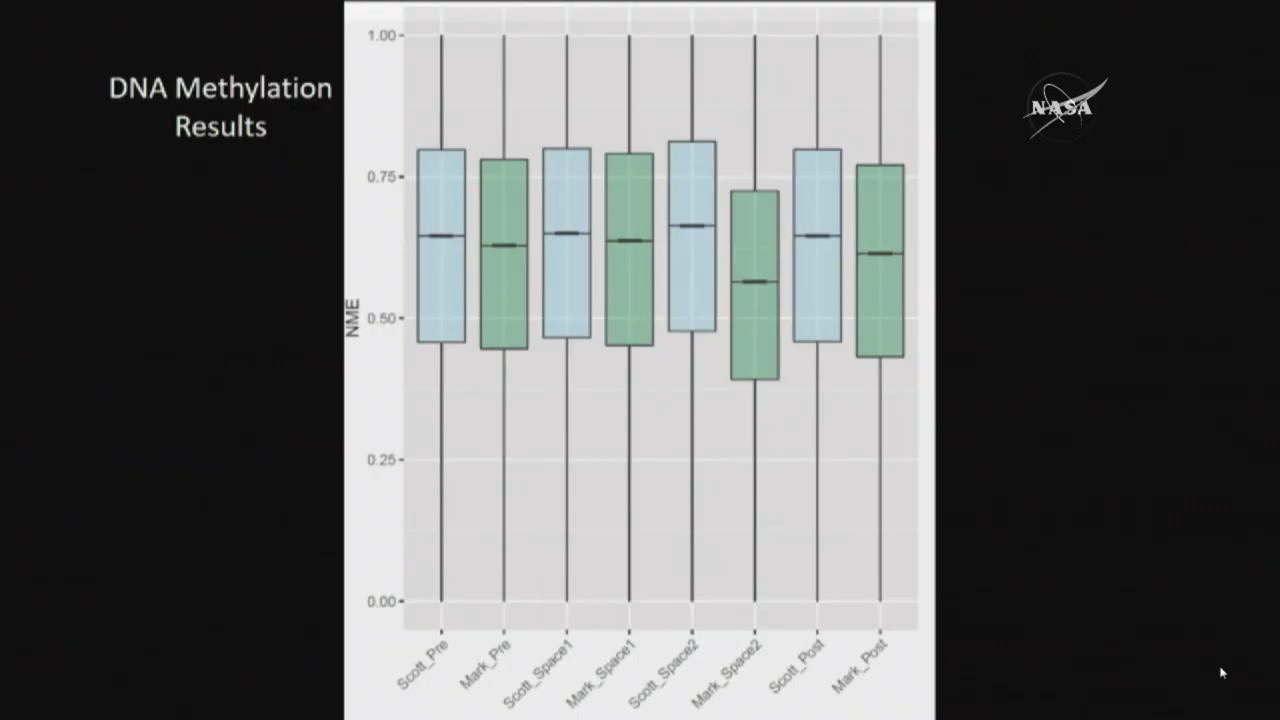 DNA Methylation
Results
NASA
NME
1.00
0.75
0.50
0.25
0.00
Scott_Pre
Mark_Pre
Scott_Space1
Mark_Space1
Scott_Space2
Mark_Space2
Scott_Post
Mark_Post